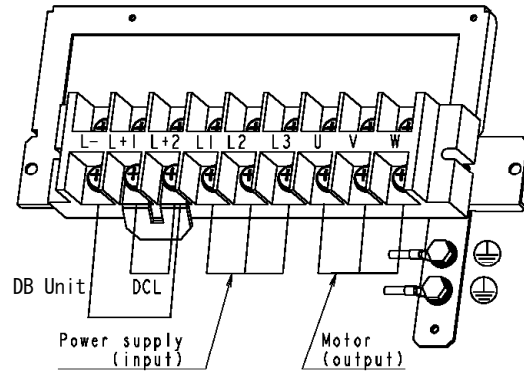 L- L+1 L+2 L1 L2 L3 U V W
DB Unit DCL
Power supply
(input)
Motor
(output)